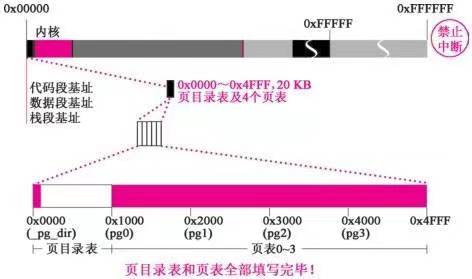 0x00000
0xFFFFF
0xFFFFFF
内核
禁止
中断
代码段基址
数据段基址
栈段基址
0x0000～0x4FFF,20 KB
页目录表及4个页表
0x0000 0x1000 0x2000 0x3000 0x4000 0x4FFF
(_pg_dir) (pg0) (pg1) (pg2) (pg3)
页目录表 页表0~3
页目录表和页表全部填写完毕！